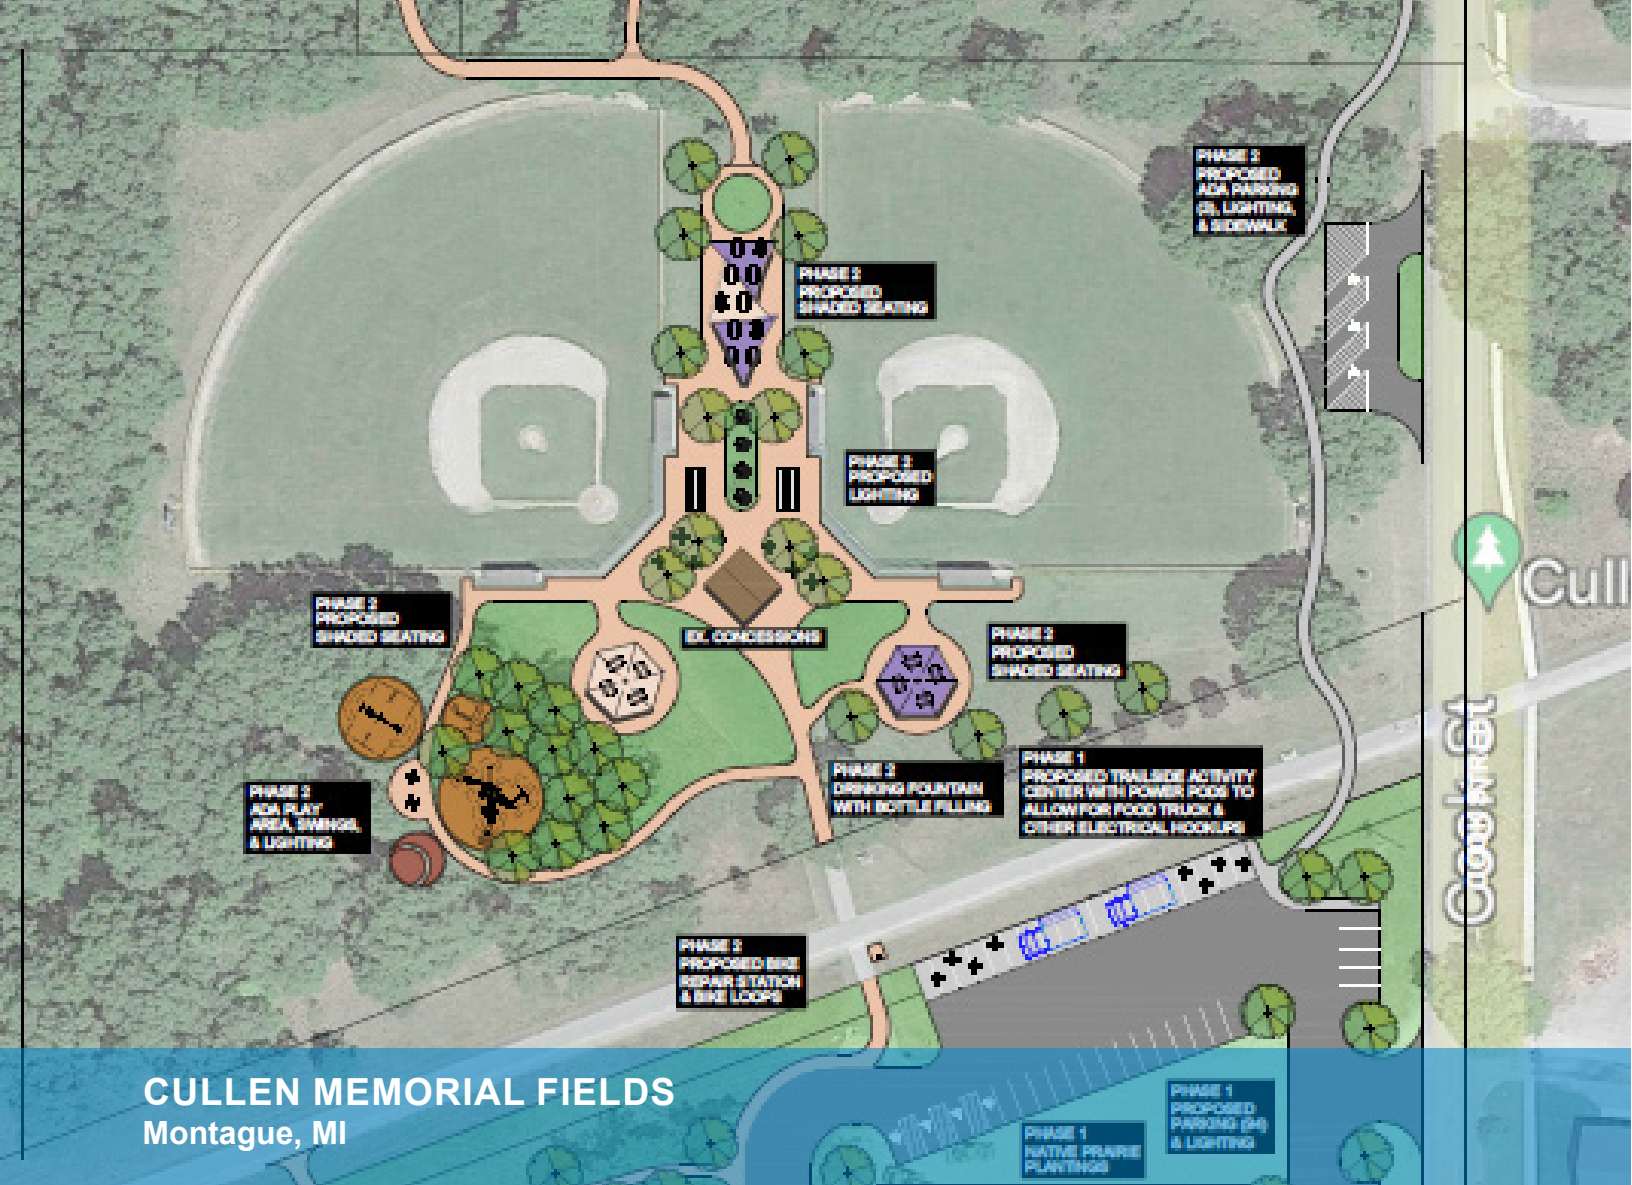 PHASE 2
PROPOSED
ADA PARKING
(3), LIGHTING,
& SIDEWALK
PHASE 2
PROPOSED
SHADED SEATING
PHASE 2
PROPOSED
LIGHTING
PHASE 2
PROPOSED
SHADED SEATING
EX. CONCESSIONS
PHASE 2
PROPOSED
SHADED SEATING
Cull
PHASE 2
ADA PLAY
AREA, SWINGS,
& LIGHTING
PHASE 2
DRINKING FOUNTAIN
WITH BOTTLE FILLING
PHASE 1
PROPOSED TRAILSIDE ACTIVITY
CENTER WITH POWER PODS TO
ALLOW FOR FOOD TRUCK &
OTHER ELECTRICAL HOOKUPS
Cook St
PHASE 2
PROPOSED BIKE
REPAIR STATION
& BIKE LOOPS
CULLEN MEMORIAL FIELDS
Montague, MI
PHASE 1
PROPOSED
PARKING
& LIGHTING
PHASE 1
NATIVE PRAIRIE
PLANTINGS